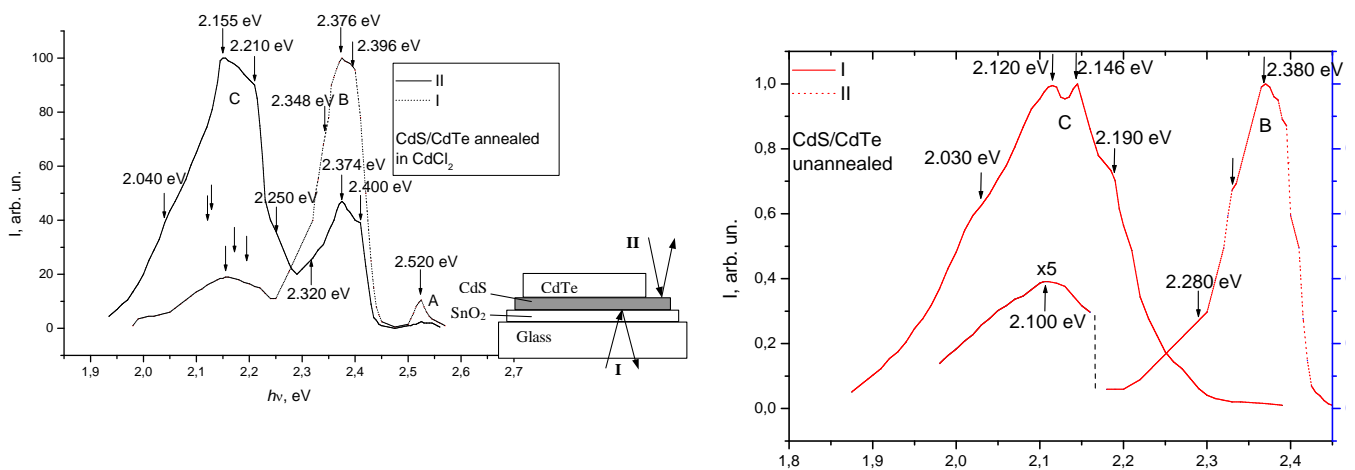 2.155 eV
2.376 eV
2.210 eV
2.396 eV
II
I
CdS/CdTe annealed
in CdCl2
2.348 eV
B
C
2.374 eV
2.400 eV
2.040 eV
2.250 eV
2.320 eV
2.520 eV
A
100
80
60
40
20
0
I, arb. un.
1,9
2,0
2,1
2,2
2,3
2,4
2,5
2,6
2,7
hν, eV
II
CdS
CdTe
SnO2
Glass
I
I
II
CdS/CdTe
unannealed
2.120 eV
2.146 eV
2.380 eV
C
B
2.190 eV
2.030 eV
x5
2.280 eV
2.100 eV
1,0
0,8
0,6
0,4
0,2
0,0
I, arb. un.
1,8
1,9
2,0
2,1
2,2
2,3
2,4